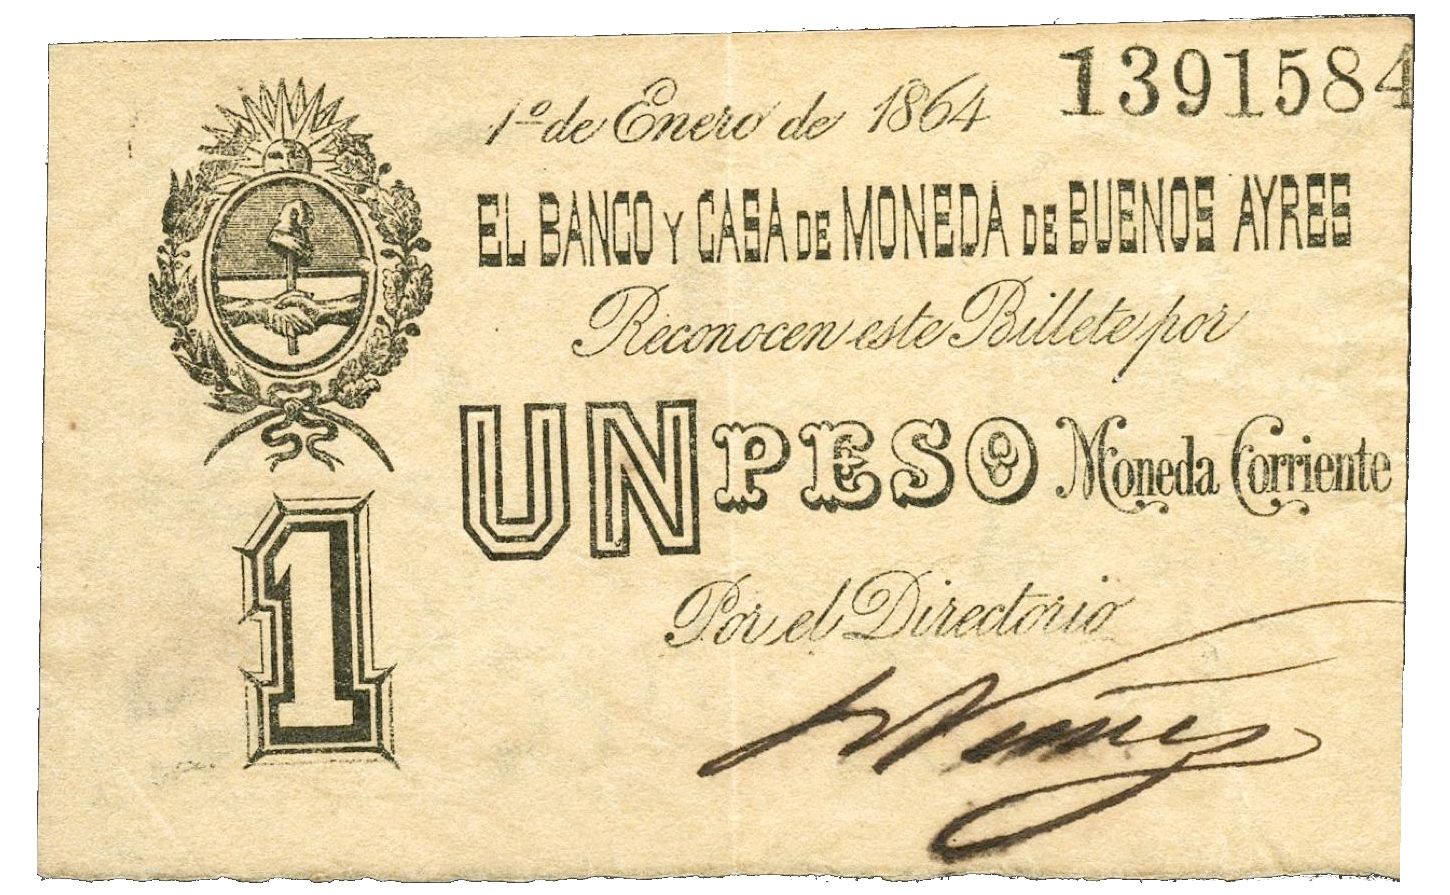 1391584
1º de Enero de 1864
EL BANCO Y CASA DE MONEDA DE BUENOS AYRES
Reconocen este Billete por
UN PESO Moneda Corriente
1
Por el Directorio